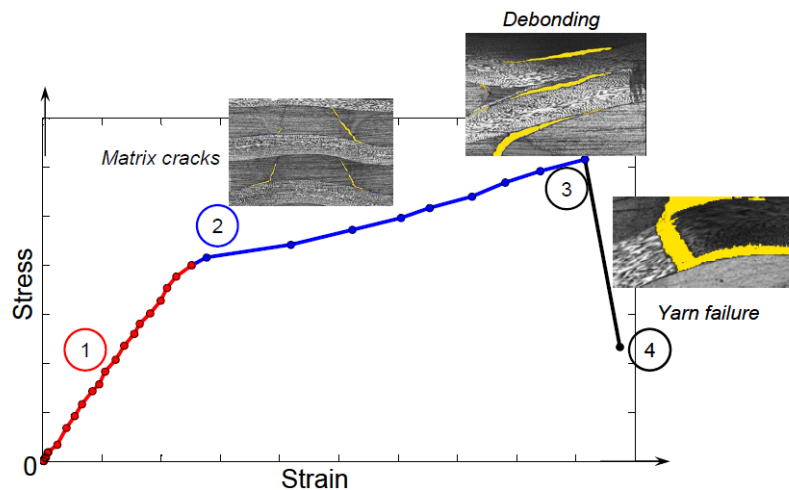 Debonding
Matrix cracks
2
3
1
Yarn failure
4
Stress
0
Strain